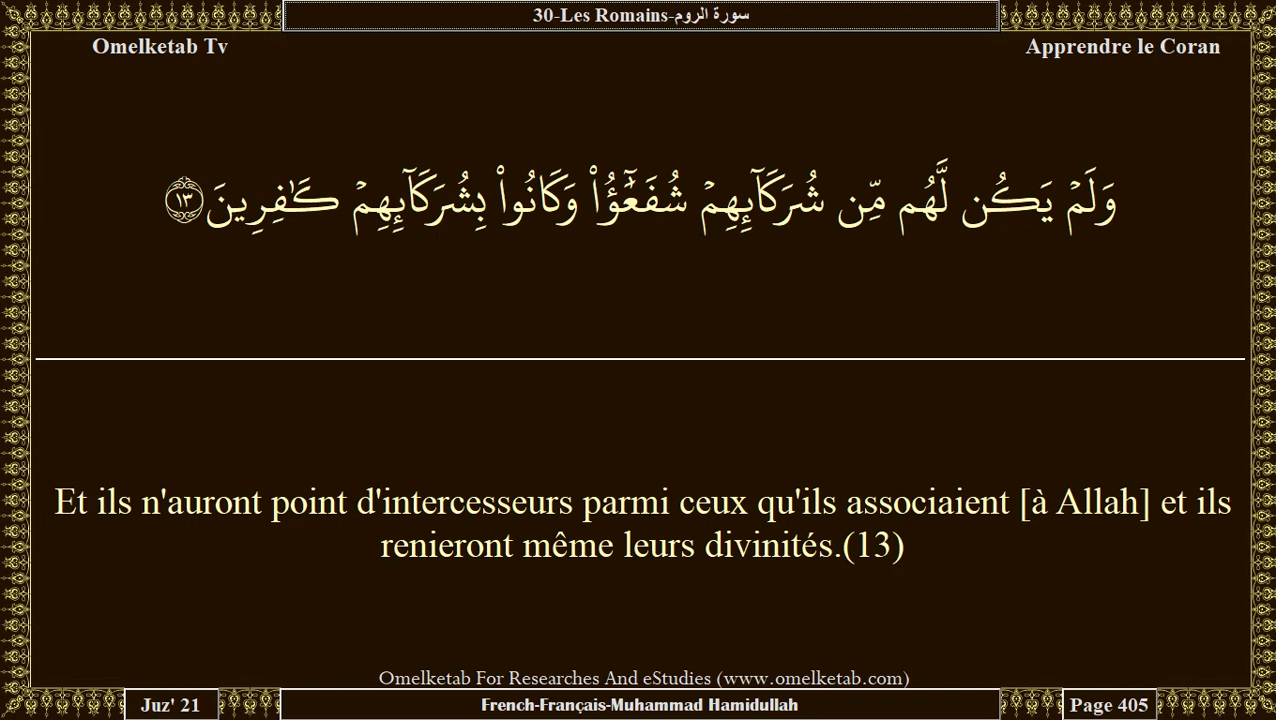 30-Les Romains-سورة الروم
Omelketab Tv
Apprendre le Coran
وَلَمۡ يَكُن لَّهُم مِّن شُرَكَآئِهِمۡ شُفَعَٰٓؤُاْ وَكَانُواْ بِشُرَكَآئِهِمۡ كَٰفِرِينَ ١٣
Et ils n'auront point d'intercesseurs parmi ceux qu'ils associaient [à Allah] et ils
renieront même leurs divinités.(13)
Omelketab For Researches And eStudies (www.omelketab.com)
Juz' 21
French-Français-Muhammad Hamidullah
Page 405